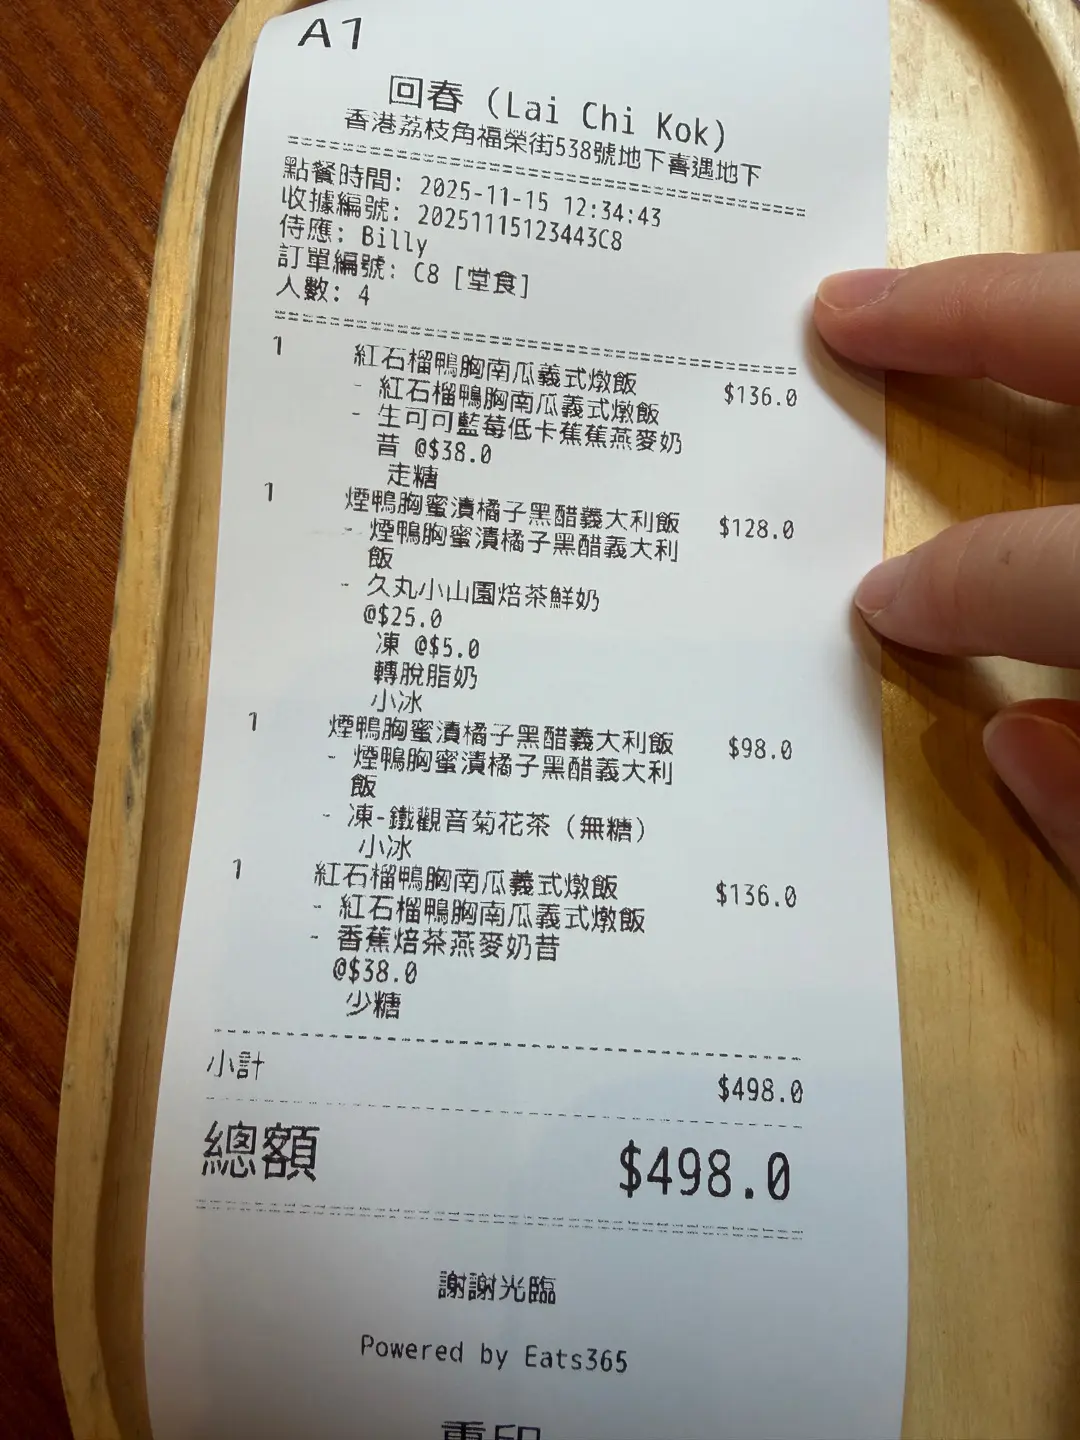 A1
回春 (Lai Chi Kok)
香港荔枝角福榮街538號地下喜遇地下
點餐時間: 2025-11-15 12:34:43
收據編號: 20251115123443C8
侍應: Billy
訂單編號: C8 [堂食]
人數: 4
1 紅石榴鴨胸南瓜義式燉飯 $136.0
- 紅石榴鴨胸南瓜義式燉飯
- 生可可藍莓低卡蕉蕉燕麥奶
昔 @$38.0
走糖
1 煙鴨胸蜜漬橘子黑醋義大利飯 $128.0
- 煙鴨胸蜜漬橘子黑醋義大利
飯
- 久丸小山園焙茶鮮奶
@$25.0
凍 @$5.0
轉脫脂奶
小冰
1 煙鴨胸蜜漬橘子黑醋義大利飯 $98.0
- 煙鴨胸蜜漬橘子黑醋義大利
飯
- 凍-鐵觀音菊花茶 (無糖)
小冰
1 紅石榴鴨胸南瓜義式燉飯 $136.0
- 紅石榴鴨胸南瓜義式燉飯
- 香蕉焙茶燕麥奶昔
@$38.0
少糖
小計 $498.0
總額 $498.0
謝謝光臨
Powered by Eats365
重印